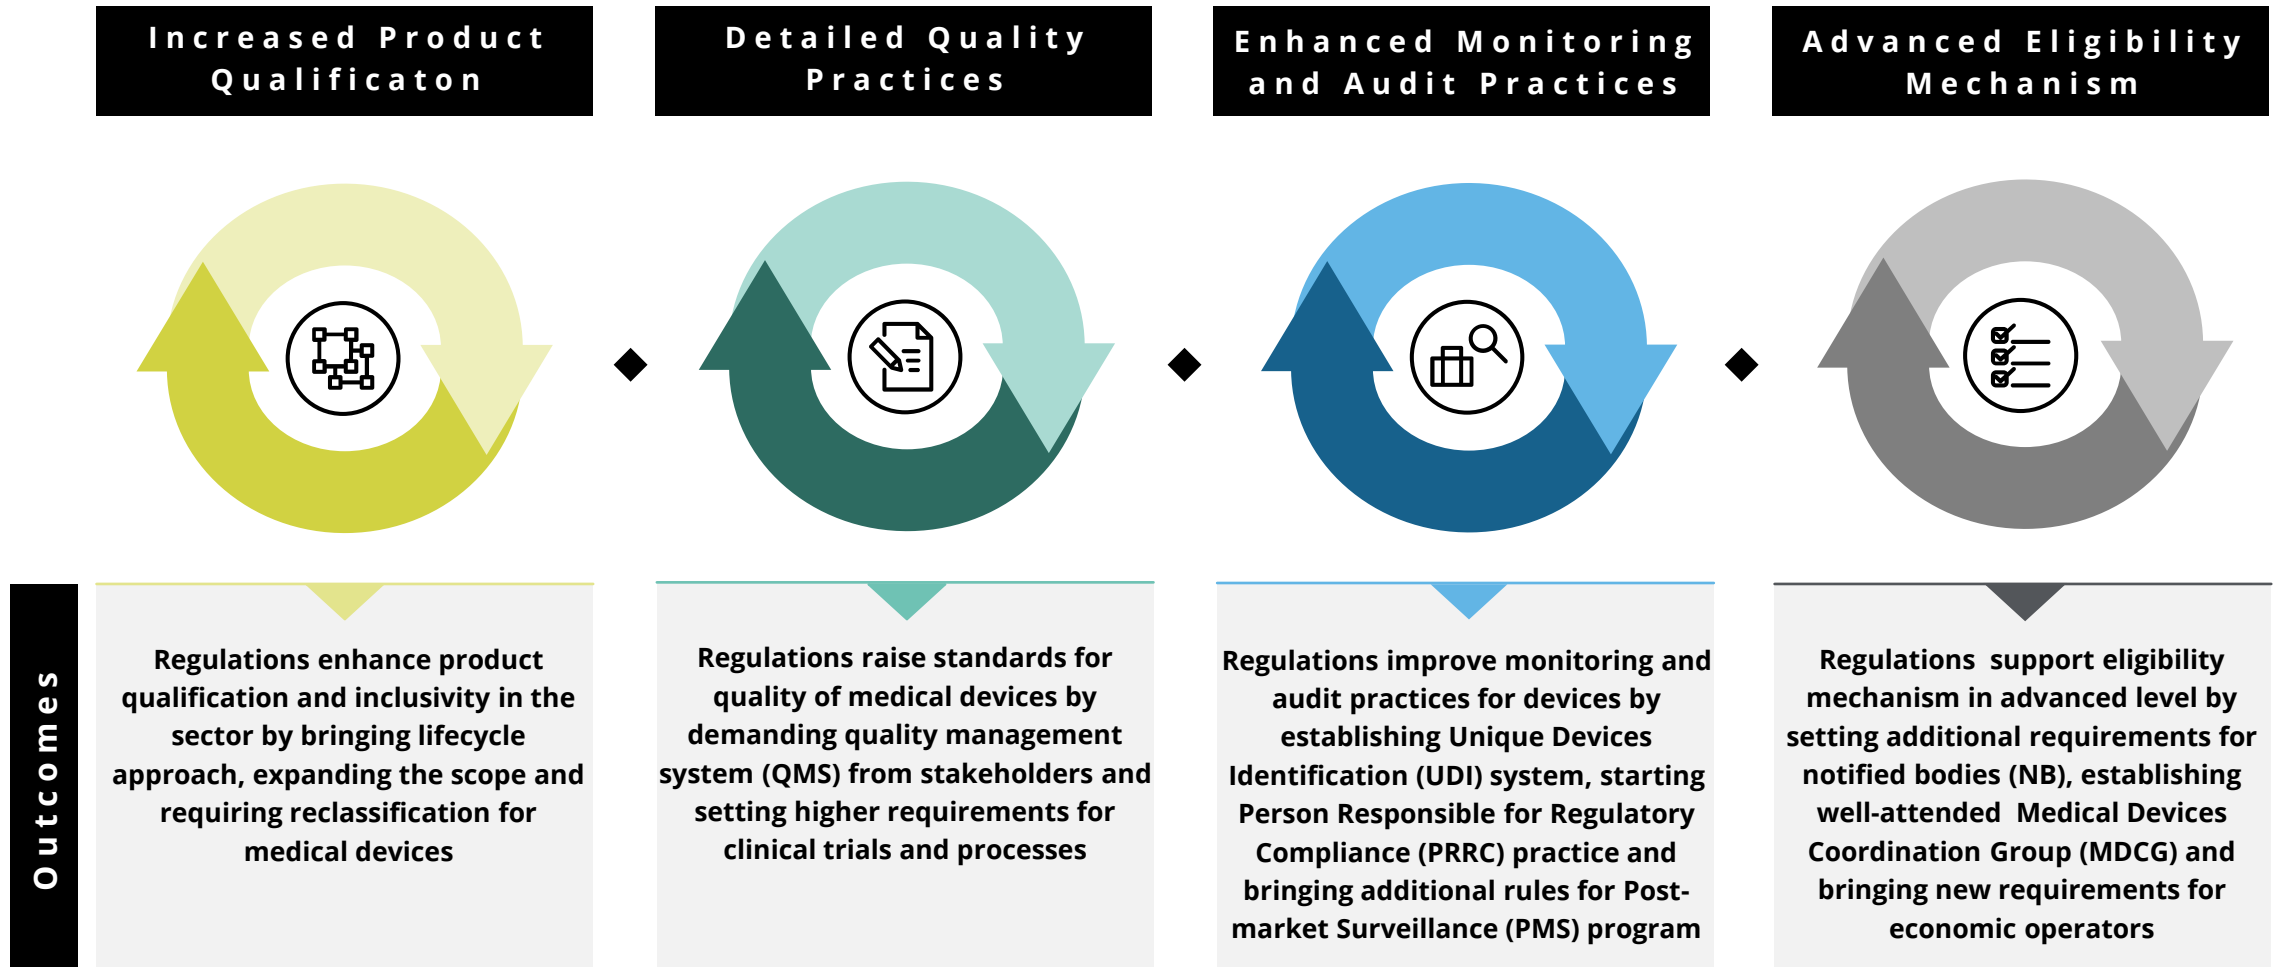 Increased Product
Qualificaton
Detailed Quality
Practices
Enhanced Monitoring
and Audit Practices
Advanced Eligibility
Mechanism
Outcomes
Regulations enhance product
qualification and inclusivity in the
sector by bringing lifecycle
approach, expanding the scope and
requiring reclassification for
medical devices
Regulations raise standards for
quality of medical devices by
demanding quality management
system (QMS) from stakeholders and
setting higher requirements for
clinical trials and processes
Regulations improve monitoring and
audit practices for devices by
establishing Unique Devices
Identification (UDI) system, starting
Person Responsible for Regulatory
Compliance (PRRC) practice and
bringing additional rules for Post-
market Surveillance (PMS) program
Regulations support eligibility
mechanism in advanced level by
setting additional requirements for
notified bodies (NB), establishing
well-attended Medical Devices
Coordination Group (MDCG) and
bringing new requirements for
economic operators